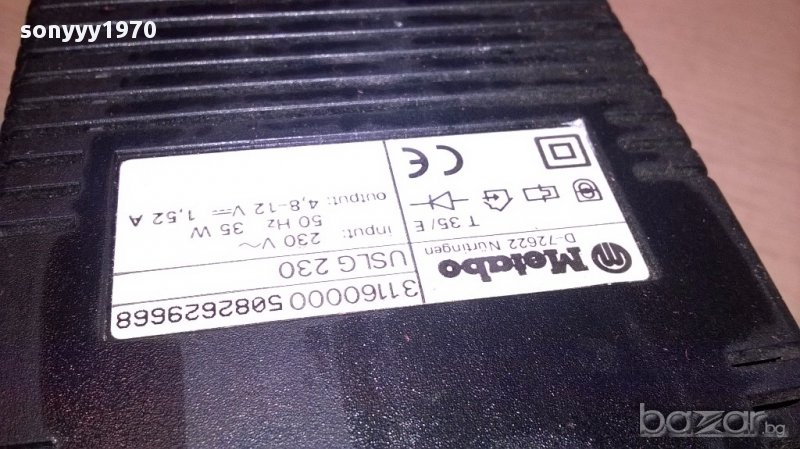 sonyyy1970
Metabo
D-72622 Nürtingen
T 35/E
31160000 5082629668
USLG 230
input: 230 V~
50 Hz 35 W
output: 4,8-12 V⎓ 1,52 A
CE
bazar.bg